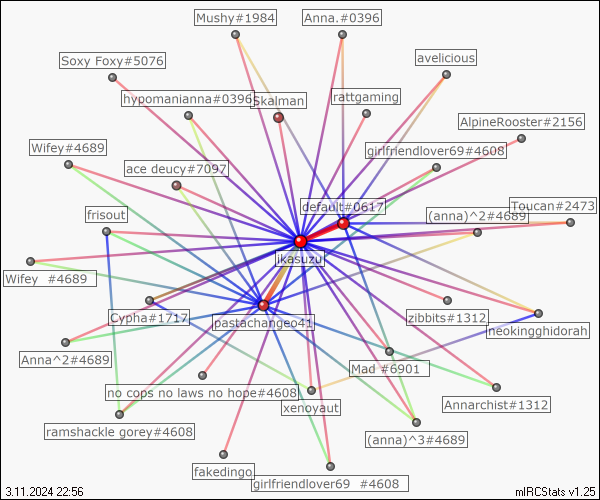 Mushy#1984
Anna.#0396
Soxy Foxy#5076
avelicious
hypomanianna#0396
Skalman
rattgaming
AlpineRooster#2156
Wifey#4689
girlfriendlover69#4608
ace deucy#7097
default#0617
Toucan#2473
frisout
(anna)^2#4689
jikasuzu
Wifey  #4689
Cypha#1717
zibbits#1312
pastachangeo41
neokingghidorah
Anna^2#4689
Mad #6901
no cops no laws no hope#4608
xenoyaut
Annarchist#1312
ramshackle gorey#4608
(anna)^3#4689
fakedingo
girlfriendlover69  #4608
3.11.2024 22:56
mIRCStats v1.25